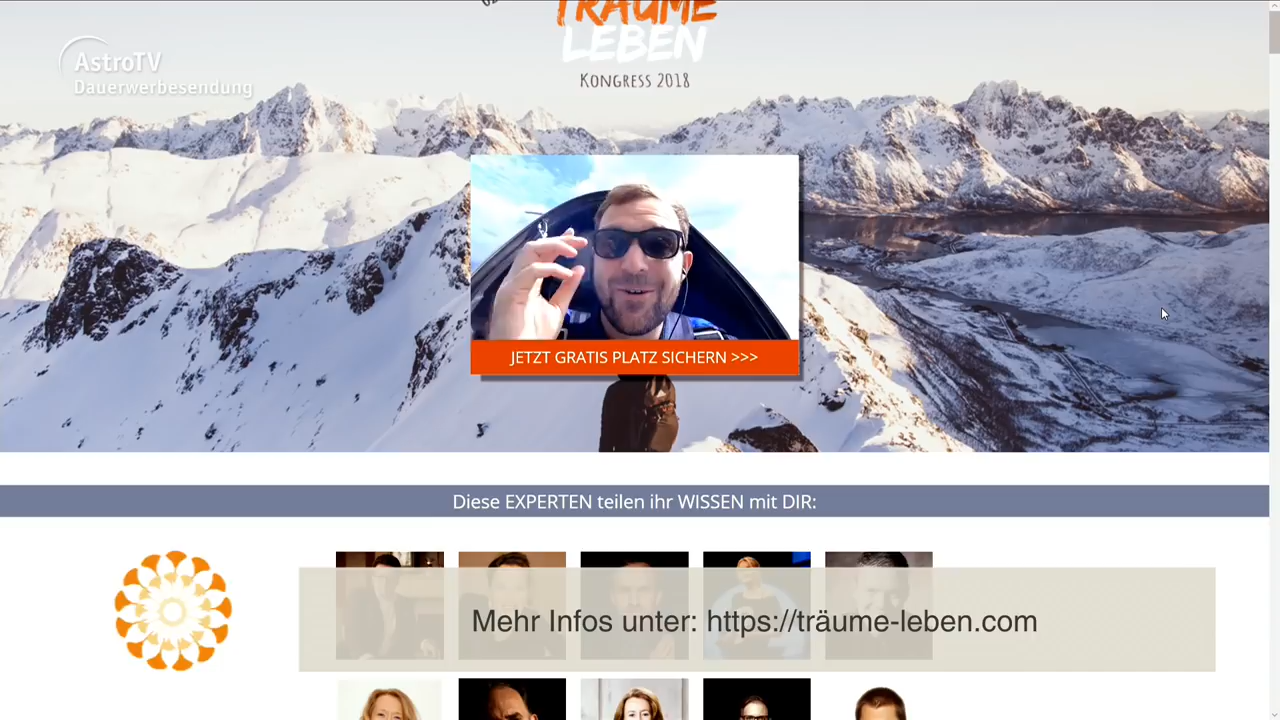 TRÄUME
LEBEN
KONGRESS 2018
AstroTV
Dauerwerbesendung
JETZT GRATIS PLATZ SICHERN >>>
Diese EXPERTEN teilen ihr WISSEN mit DIR:
Mehr Infos unter: https://träume-leben.com